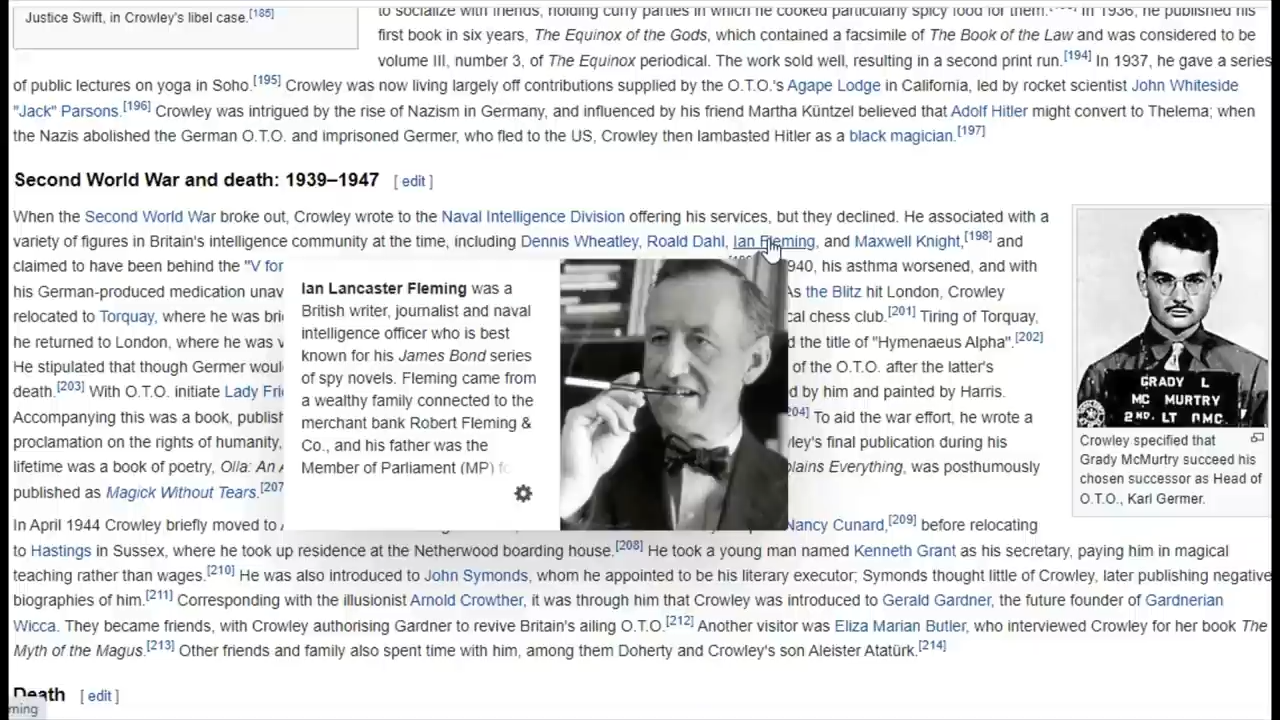 Justice Swift, in Crowley's libel case.[185]
to socialize with friends, holding curry parties in which he cooked particularly spicy food for them. In 1936, he published his
first book in six years, The Equinox of the Gods, which contained a facsimile of The Book of the Law and was considered to be
volume III, number 3, of The Equinox periodical. The work sold well, resulting in a second print run.[194] In 1937, he gave a series
of public lectures on yoga in Soho.[195] Crowley was now living largely off contributions supplied by the O.T.O.'s Agape Lodge in California, led by rocket scientist John Whiteside
"Jack" Parsons.[196] Crowley was intrigued by the rise of Nazism in Germany, and influenced by his friend Martha Küntzel believed that Adolf Hitler might convert to Thelema; when
the Nazis abolished the German O.T.O. and imprisoned Germer, who fled to the US, Crowley then lambasted Hitler as a black magician.[197]
Second World War and death: 1939–1947 [ edit ]
When the Second World War broke out, Crowley wrote to the Naval Intelligence Division offering his services, but they declined. He associated with a
variety of figures in Britain's intelligence community at the time, including Dennis Wheatley, Roald Dahl, Ian Fleming, and Maxwell Knight,[198] and
claimed to have been behind the "V for 940, his asthma worsened, and with
his German-produced medication unav As the Blitz hit London, Crowley
relocated to Torquay, where he was bri cal chess club.[201] Tiring of Torquay,
he returned to London, where he was v d the title of "Hymenaeus Alpha".[202]
He stipulated that though Germer woul of the O.T.O. after the latter's
death.[203] With O.T.O. initiate Lady Fri d by him and painted by Harris.
Accompanying this was a book, publish 204] To aid the war effort, he wrote a
proclamation on the rights of humanity, ley's final publication during his
lifetime was a book of poetry, Olla: An A lains Everything, was posthumously
published as Magick Without Tears.[207
Ian Lancaster Fleming was a
British writer, journalist and naval
intelligence officer who is best
known for his James Bond series
of spy novels. Fleming came from
a wealthy family connected to the
merchant bank Robert Fleming &
Co., and his father was the
Member of Parliament (MP) fo
GRADY L
MC MURTRY
2ND. LT OMC.
Crowley specified that
Grady McMurtry succeed his
chosen successor as Head of
O.T.O., Karl Germer.
In April 1944 Crowley briefly moved to Nancy Cunard,[209] before relocating
to Hastings in Sussex, where he took up residence at the Netherwood boarding house.[208] He took a young man named Kenneth Grant as his secretary, paying him in magical
teaching rather than wages.[210] He was also introduced to John Symonds, whom he appointed to be his literary executor; Symonds thought little of Crowley, later publishing negative
biographies of him.[211] Corresponding with the illusionist Arnold Crowther, it was through him that Crowley was introduced to Gerald Gardner, the future founder of Gardnerian
Wicca. They became friends, with Crowley authorising Gardner to revive Britain's ailing O.T.O.[212] Another visitor was Eliza Marian Butler, who interviewed Crowley for her book The
Myth of the Magus.[213] Other friends and family also spent time with him, among them Doherty and Crowley's son Aleister Atatürk.[214]
Death [ edit ]
ming